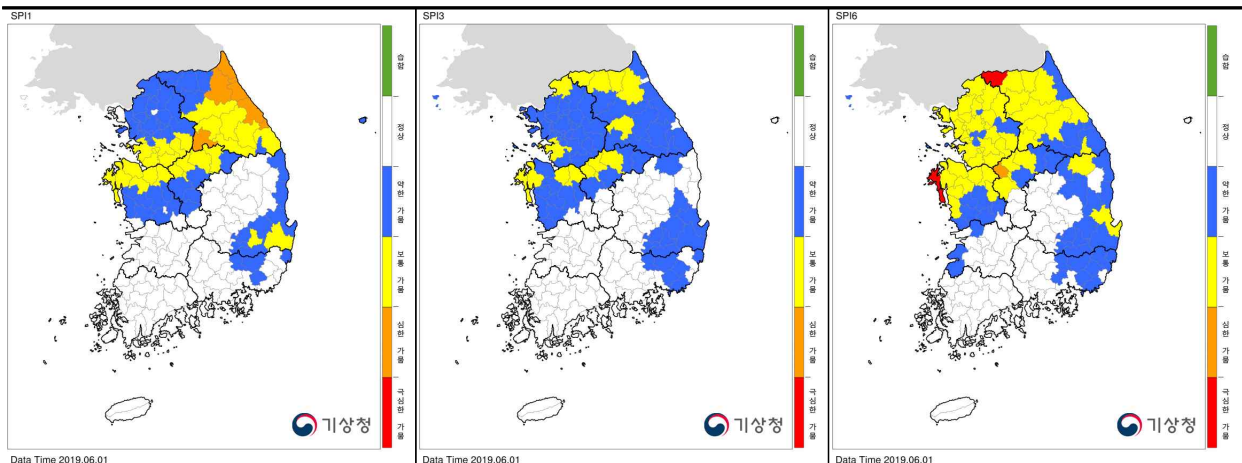 SPI1
습함
정상
약한 가뭄
보통 가뭄
심한 가뭄
극심한 가뭄
기상청
Data Time 2019.06.01
SPI3
습함
정상
약한 가뭄
보통 가뭄
심한 가뭄
극심한 가뭄
기상청
Data Time 2019.06.01
SPI6
습함
정상
약한 가뭄
보통 가뭄
심한 가뭄
극심한 가뭄
기상청
Data Time 2019.06.01